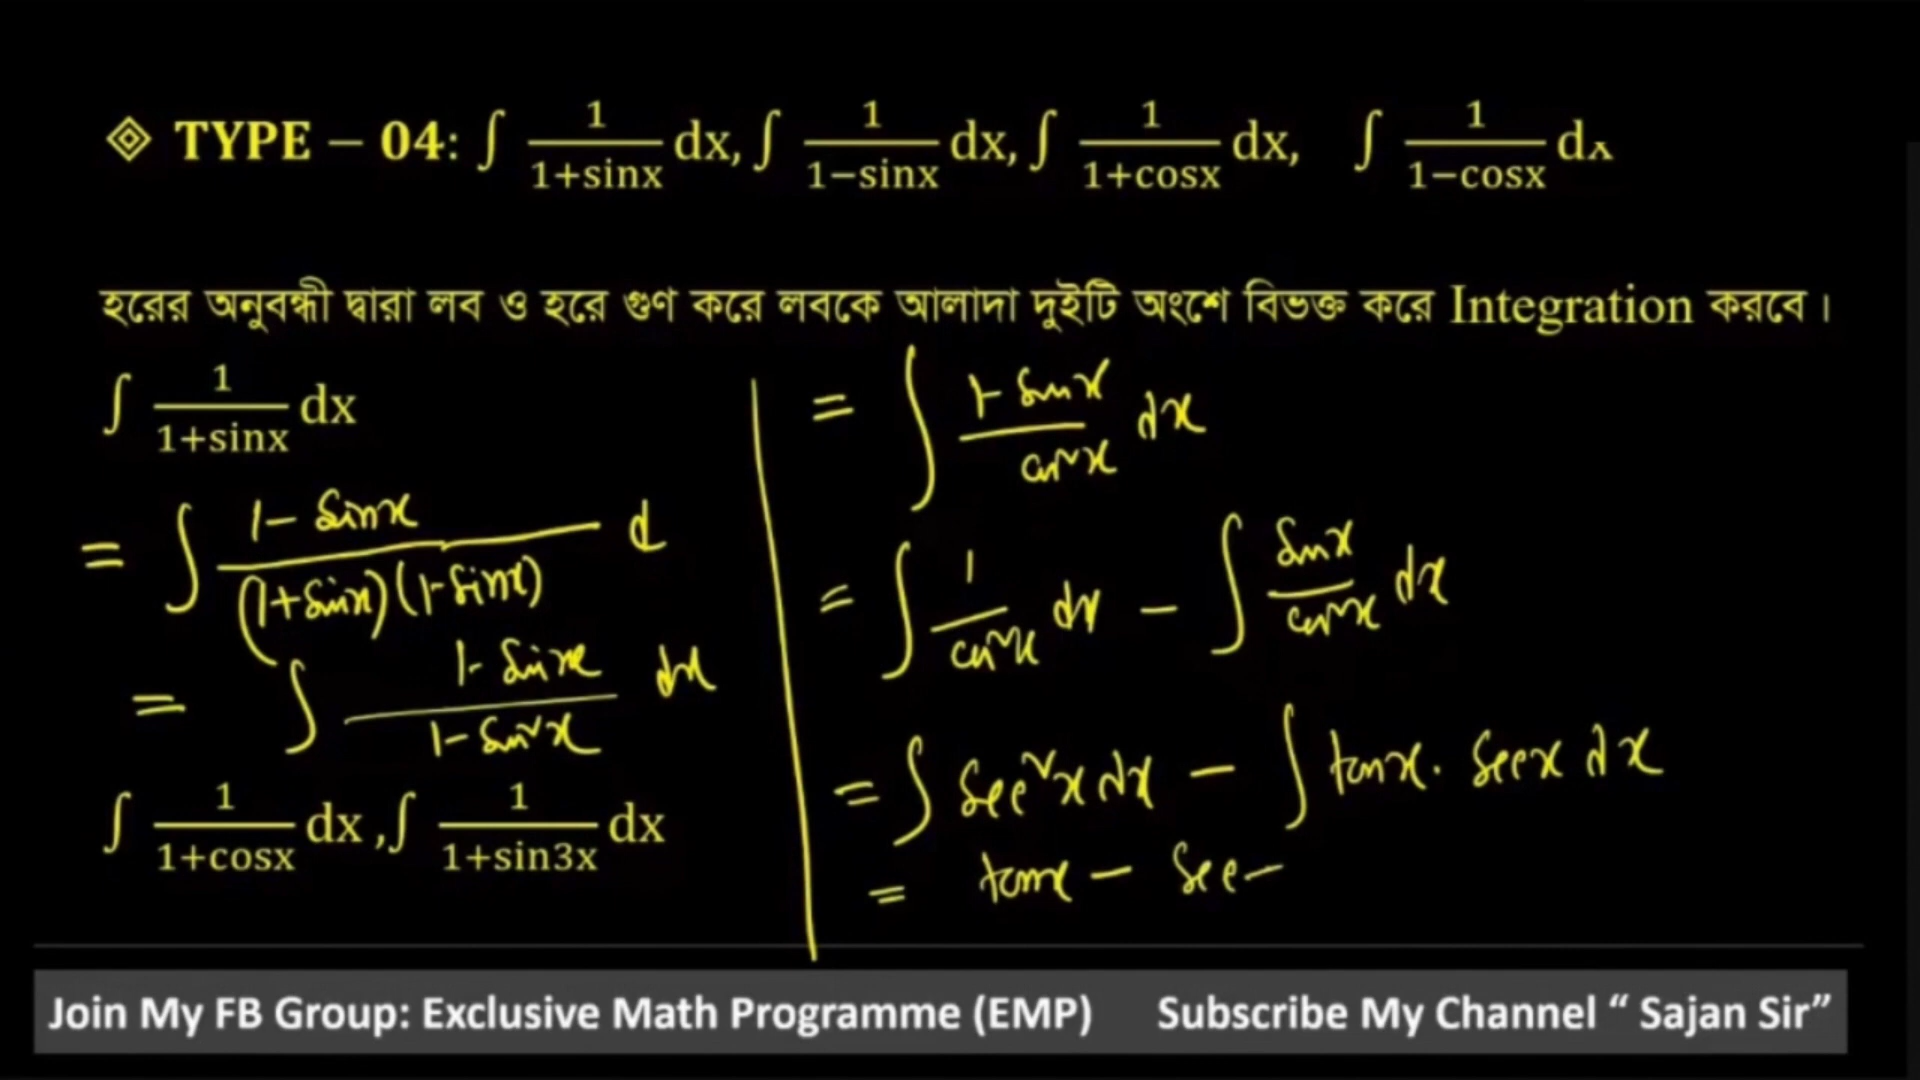 TYPE – 04: ∫ 1/(1+sinx) dx, ∫ 1/(1−sinx) dx, ∫ 1/(1+cosx) dx, ∫ 1/(1−cosx) dx
হরের অনুবন্ধী দ্বারা লব ও হরে গুণ করে লবকে আলাদা দুইটি অংশে বিভক্ত করে Integration করবে।
∫ 1/(1+sinx) dx
= ∫ (1 - sinx)/((1+sinx)(1-sinx)) d
= ∫ (1 - sinx)/(1 - sin²x) dx
∫ 1/(1+cosx) dx ,∫ 1/(1+sin3x) dx
= ∫ (1 - sinx)/(cos²x) dx
= ∫ 1/(cos²x) dx - ∫ sinx/(cos²x) dx
= ∫ sec²x dx - ∫ tanx. secx dx
= tanx - sec
Join My FB Group: Exclusive Math Programme (EMP) Subscribe My Channel “ Sajan Sir”